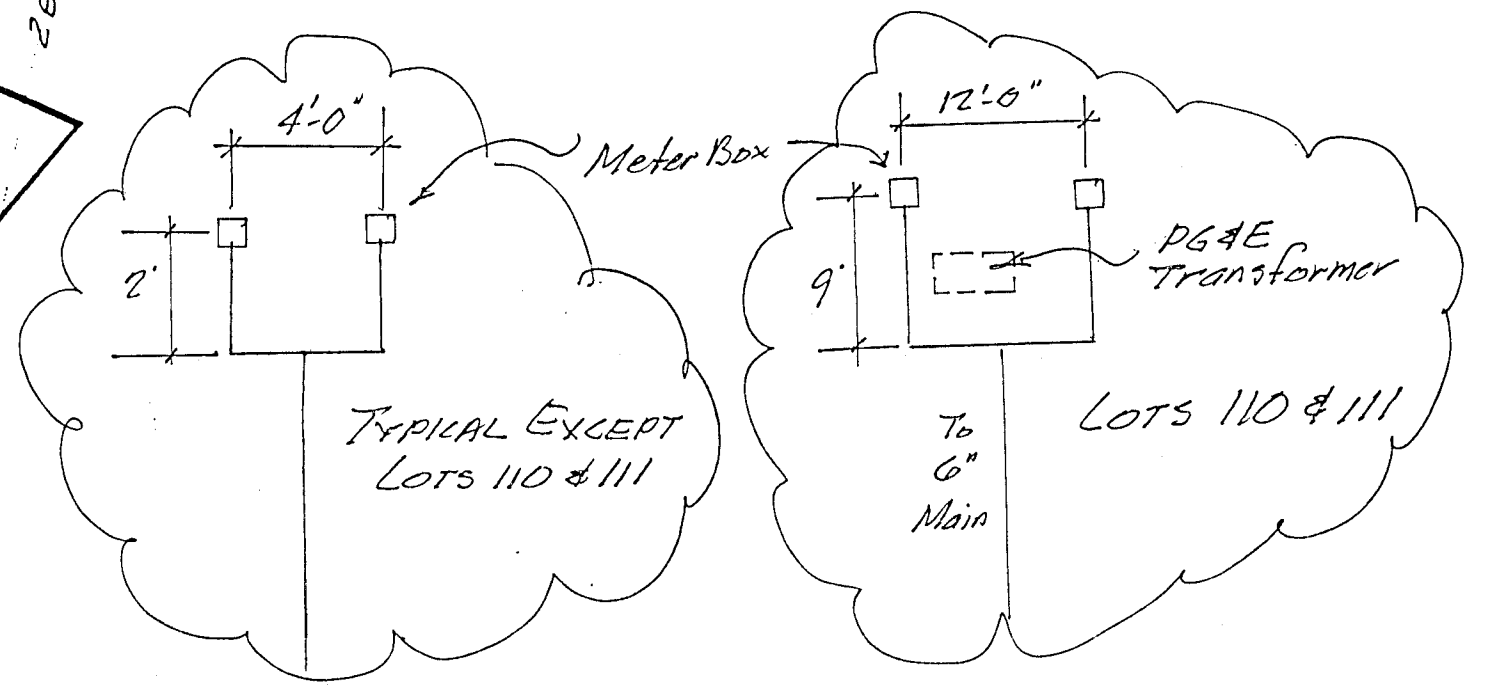 4'-0"
2'
Meter Box
TYPICAL EXCEPT
LOTS 110 & 111
12'-0"
9'
PG&E
Transformer
To
6"
Main
LOTS 110 & 111